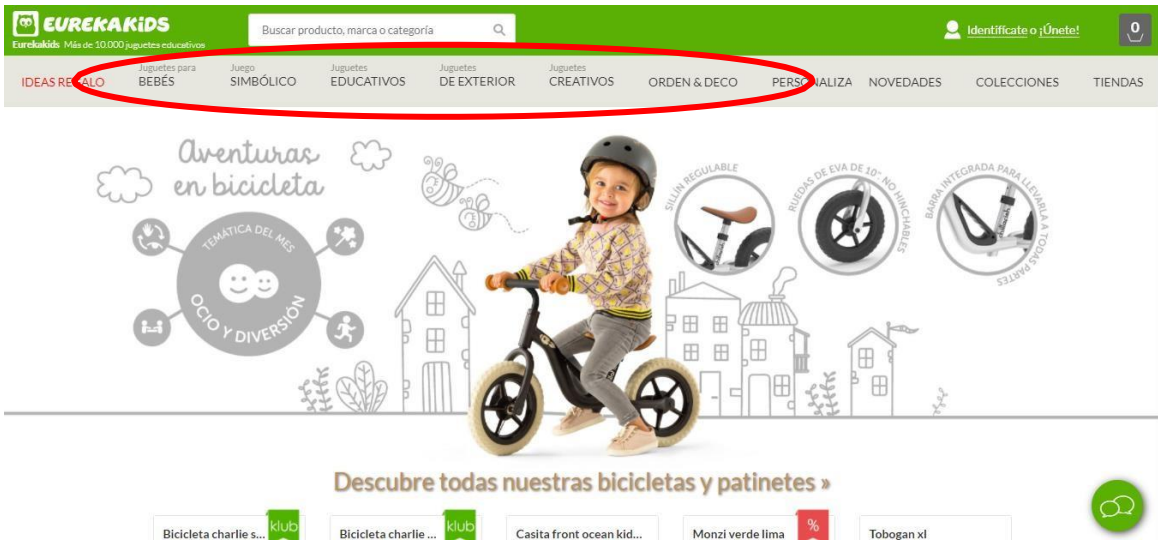 EUREKAKiDS
Eurekakids Más de 10.000 juguetes educativos
Buscar producto, marca o categoría
Identifícate o ¡Únete!
0
IDEAS REGALO
Juguetes para
BEBÉS
Juego
SIMBÓLICO
Juguetes
EDUCATIVOS
Juguetes
DE EXTERIOR
Juguetes
CREATIVOS
ORDEN & DECO
PERSONALIZA
NOVEDADES
COLECCIONES
TIENDAS
Aventuras
en bicicleta
TEMÁTICA DEL MES
OCIO Y DIVERSIÓN
SILLÍN REGULABLE
RUEDAS DE EVA DE 10" NO HINCHABLES
BARRA INTEGRADA PARA LLEVARLA A TODAS PARTES
Descubre todas nuestras bicicletas y patinetes »
Bicicleta charlie s...
klub
Bicicleta charlie ...
klub
Casita front ocean kid...
Monzi verde lima
%
Tobogan xl